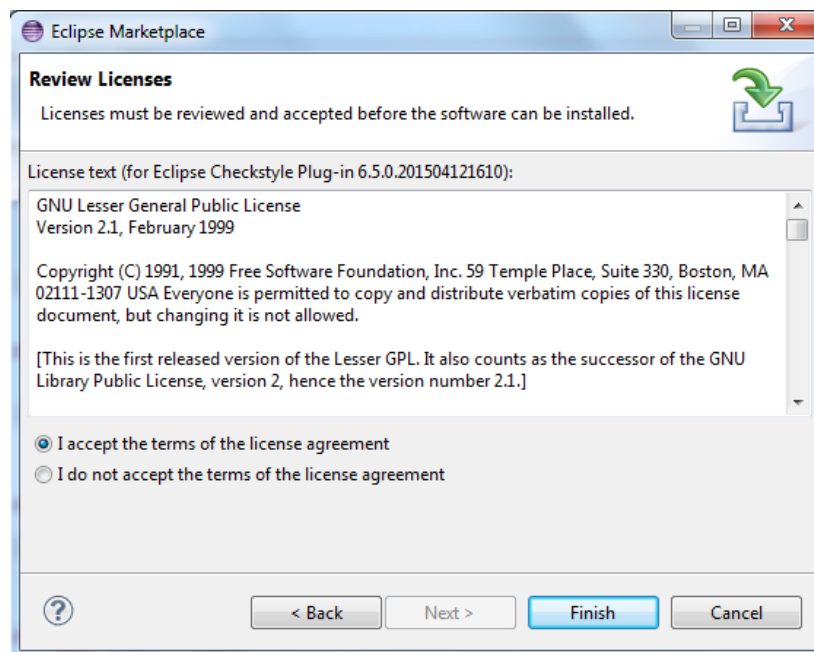 Eclipse Marketplace
Review Licenses
Licenses must be reviewed and accepted before the software can be installed.
License text (for Eclipse Checkstyle Plug-in 6.5.0.201504121610):
GNU Lesser General Public License
Version 2.1, February 1999
Copyright (C) 1991, 1999 Free Software Foundation, Inc. 59 Temple Place, Suite 330, Boston, MA
02111-1307 USA Everyone is permitted to copy and distribute verbatim copies of this license
document, but changing it is not allowed.
[This is the first released version of the Lesser GPL. It also counts as the successor of the GNU
Library Public License, version 2, hence the version number 2.1.]
I accept the terms of the license agreement
I do not accept the terms of the license agreement
? < Back Next > Finish Cancel